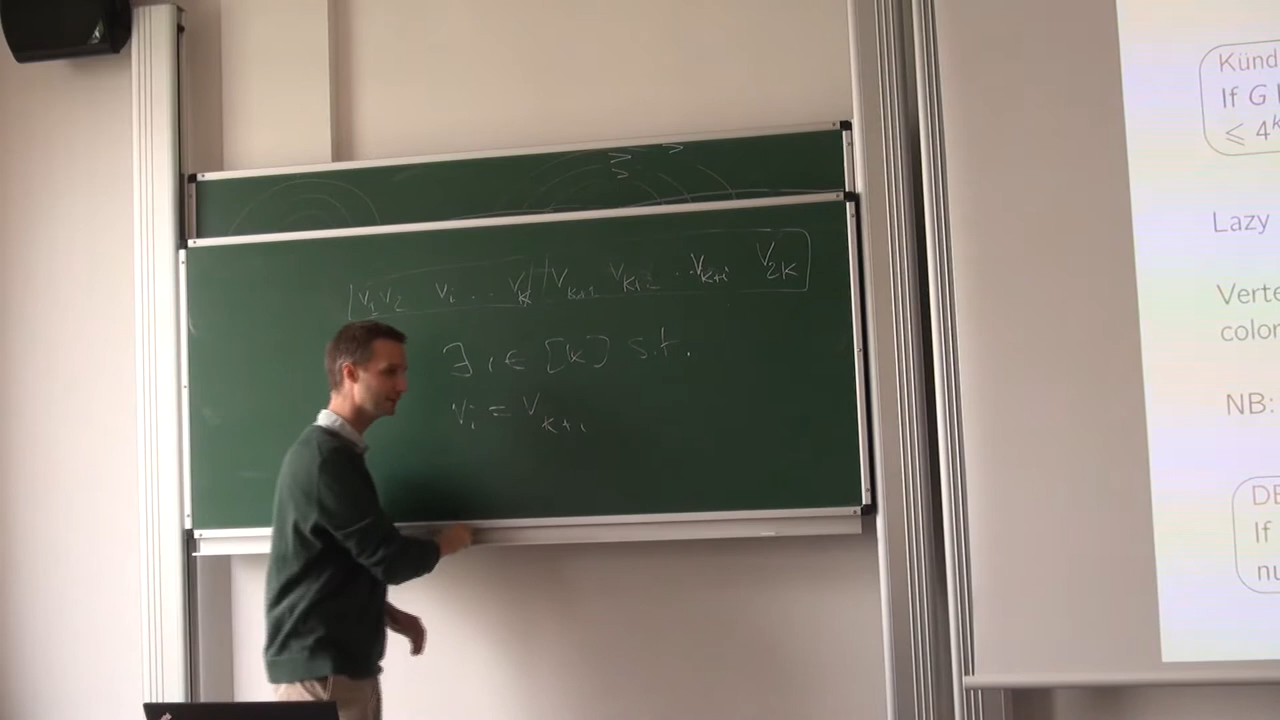 > >
>
v₁ v₂ vᵢ . . . vₖ / vₖ₊₁ vₖ₊₂ . . . vₖ₊ᵢ v₂ₖ
∃ i ∈ [k] s.t.
vᵢ = vₖ₊ᵢ
Künd
If G
⩽ 4ᵏ
Lazy
Verte
color
NB:
DE
If
nu